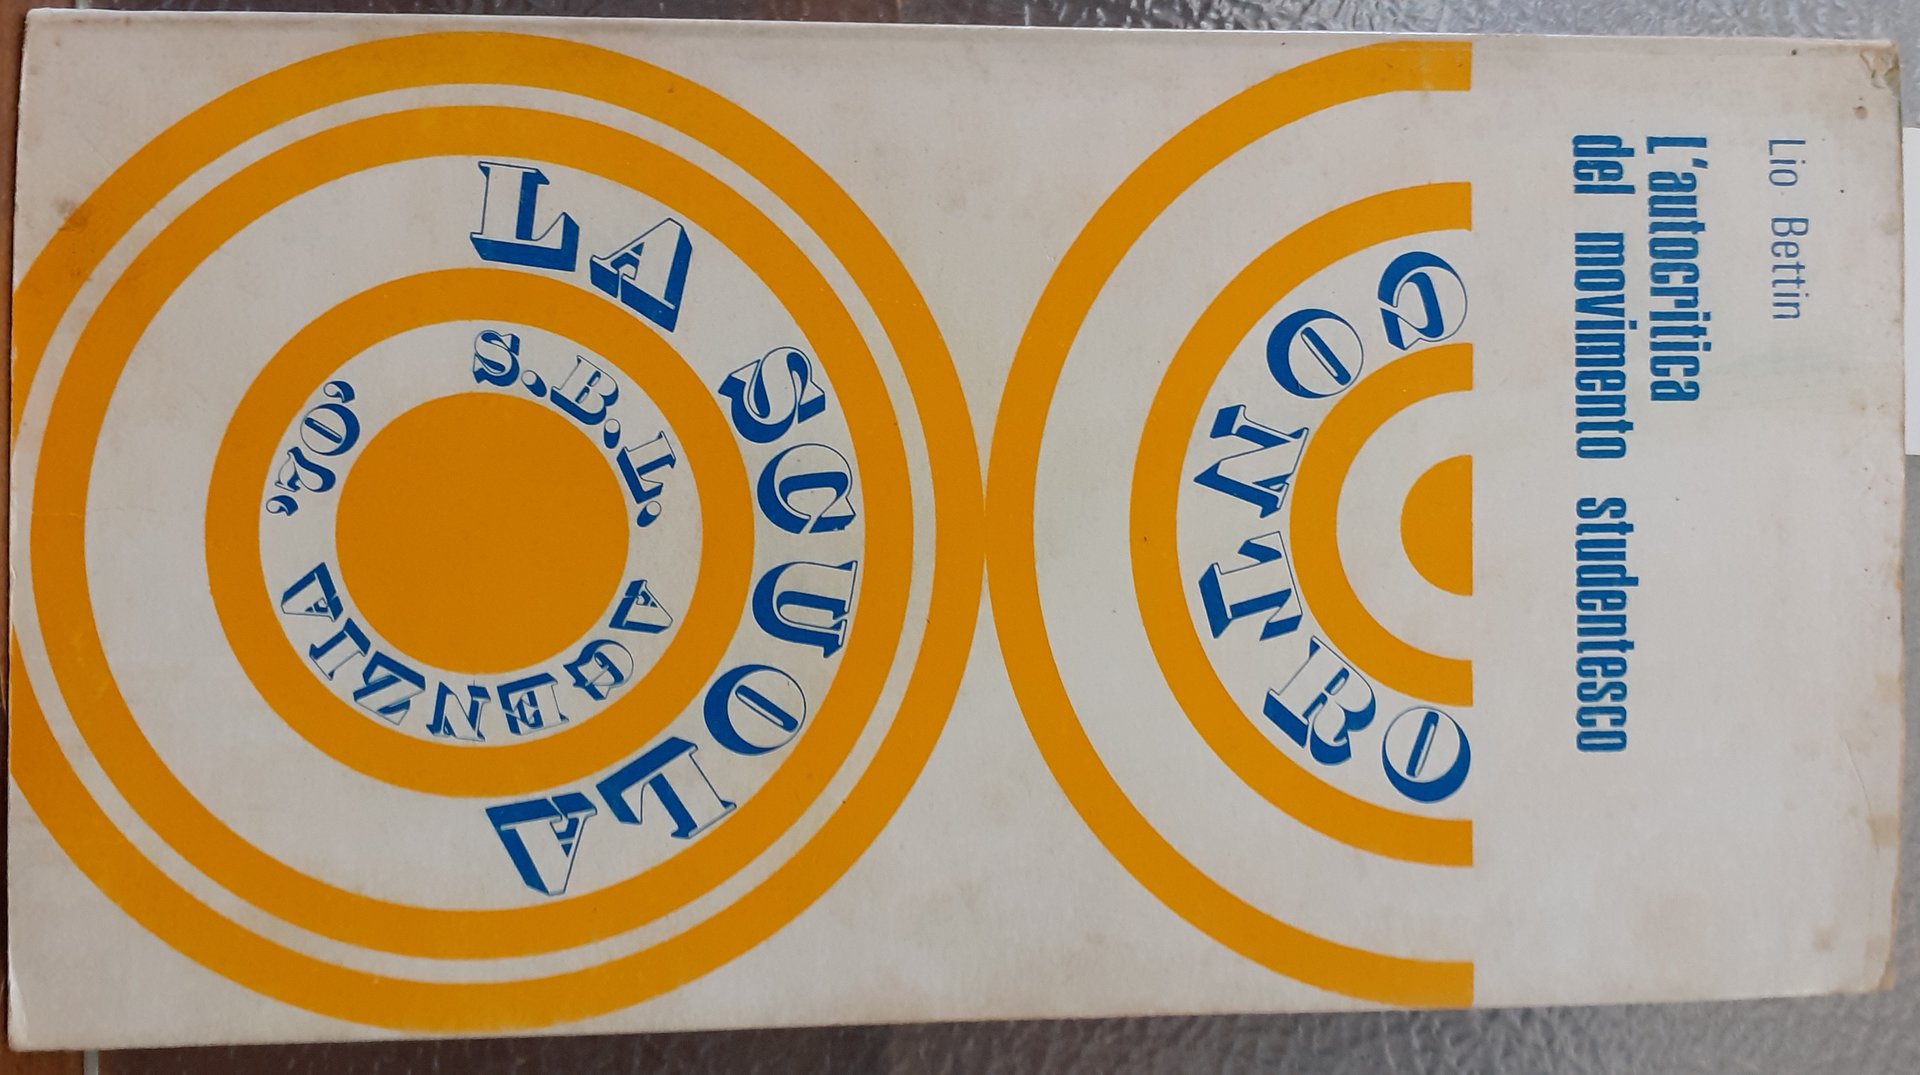 Lio Bettin
L'autocritica
del movimento studentesco
CONTRO
LA SCUOLA
S.B.T. AGENZIA '70'